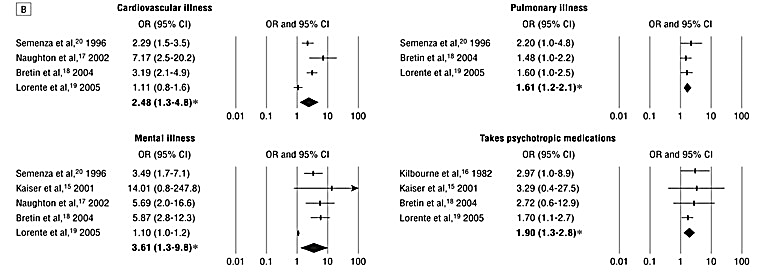 B
Cardiovascular illness
OR (95% CI) OR and 95% CI
Semenza et al,20 1996 2.29 (1.5-3.5)
Naughton et al,17 2002 7.17 (2.5-20.2)
Bretin et al,18 2004 3.19 (2.1-4.9)
Lorente et al,19 2005 1.11 (0.8-1.6)
2.48 (1.3-4.8)*
0.01 0.1 1 10 100
Pulmonary illness
OR (95% CI) OR and 95% CI
Semenza et al,20 1996 2.20 (1.0-4.8)
Bretin et al,18 2004 1.48 (1.0-2.2)
Lorente et al,19 2005 1.60 (1.0-2.5)
1.61 (1.2-2.1)*
0.01 0.1 1 10 100
Mental illness
OR (95% CI) OR and 95% CI
Semenza et al,20 1996 3.49 (1.7-7.1)
Kaiser et al,15 2001 14.01 (0.8-247.8)
Naughton et al,17 2002 5.69 (2.0-16.6)
Bretin et al,18 2004 5.87 (2.8-12.3)
Lorente et al,19 2005 1.10 (1.0-1.2)
3.61 (1.3-9.8)*
0.01 0.1 1 10 100
Takes psychotropic medications
OR (95% CI) OR and 95% CI
Kilbourne et al,16 1982 2.97 (1.0-8.9)
Kaiser et al,15 2001 3.29 (0.4-27.5)
Bretin et al,18 2004 2.72 (0.6-12.9)
Lorente et al,19 2005 1.70 (1.1-2.7)
1.90 (1.3-2.8)*
0.01 0.1 1 10 100